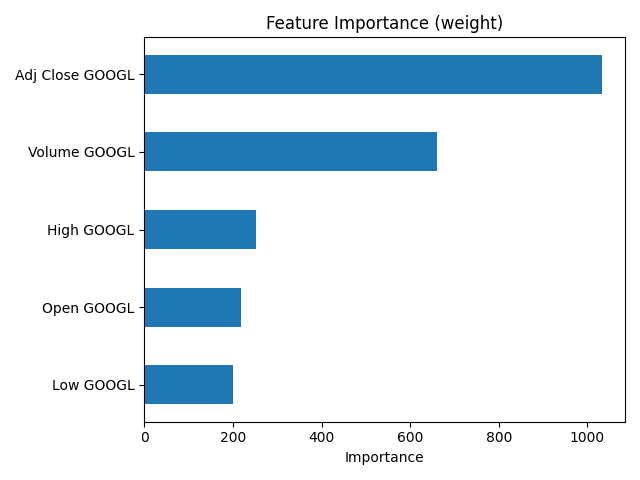 Feature Importance (weight)
Adj Close GOOGL
Volume GOOGL
High GOOGL
Open GOOGL
Low GOOGL
0 200 400 600 800 1000
Importance